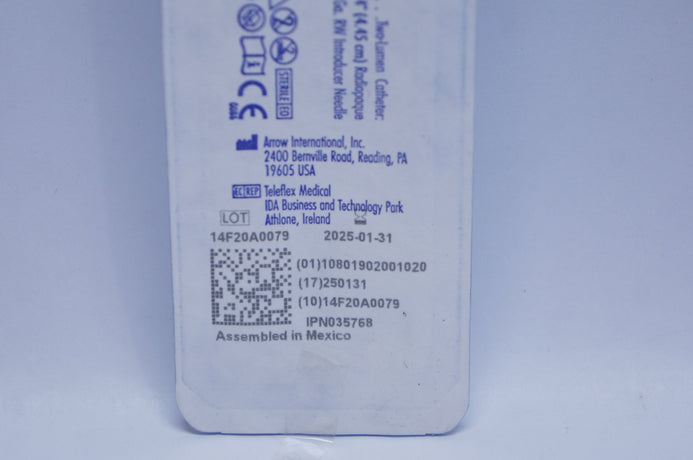 Two-Lumen Catheter:
(4.45 cm) Radiopaque
Ga. RW Introducer Needle
STERILE EO
CE
0086
Arrow International, Inc.
2400 Bernville Road, Reading, PA
19605 USA
EC REP Teleflex Medical
IDA Business and Technology Park
LOT Athlone, Ireland
14F20A0079 2025-01-31
(01)10801902001020
(17)250131
(10)14F20A0079
IPN035768
Assembled in Mexico